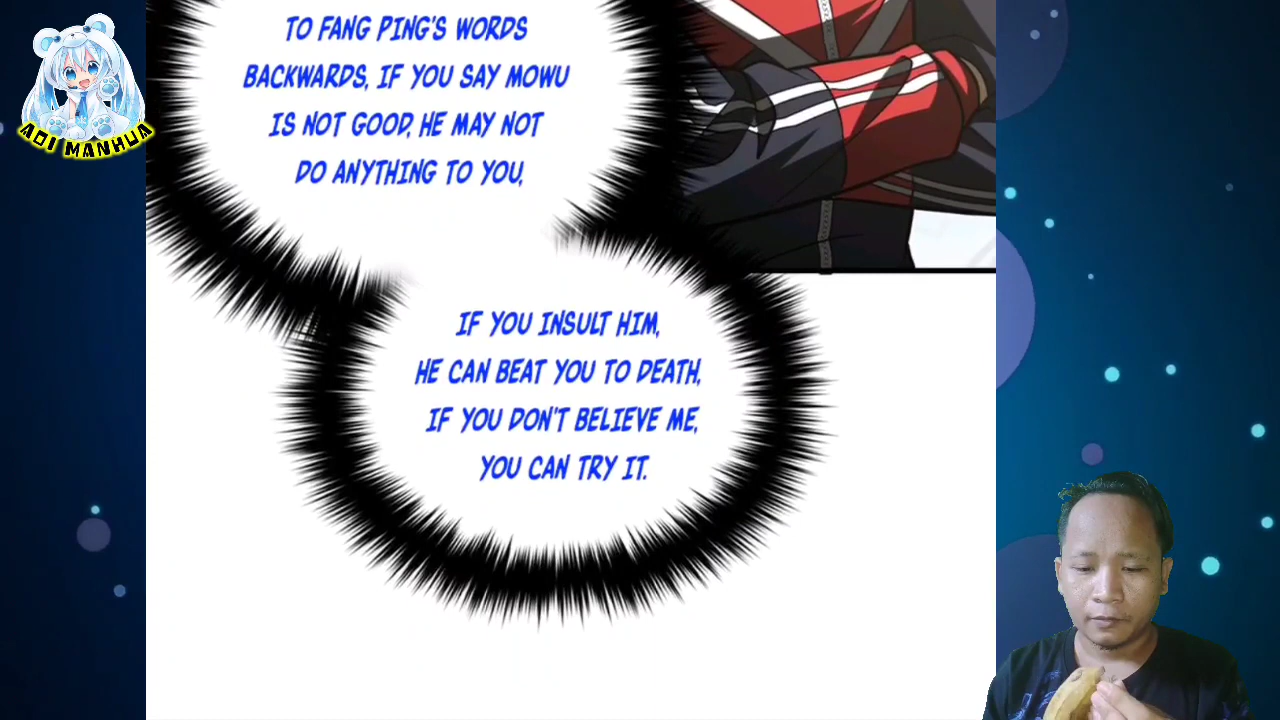 AOI MANHUA
TO FANG PING'S WORDS
BACKWARDS, IF YOU SAY MOWU
IS NOT GOOD, HE MAY NOT
DO ANYTHING TO YOU,
IF YOU INSULT HIM,
HE CAN BEAT YOU TO DEATH,
IF YOU DON'T BELIEVE ME,
YOU CAN TRY IT.